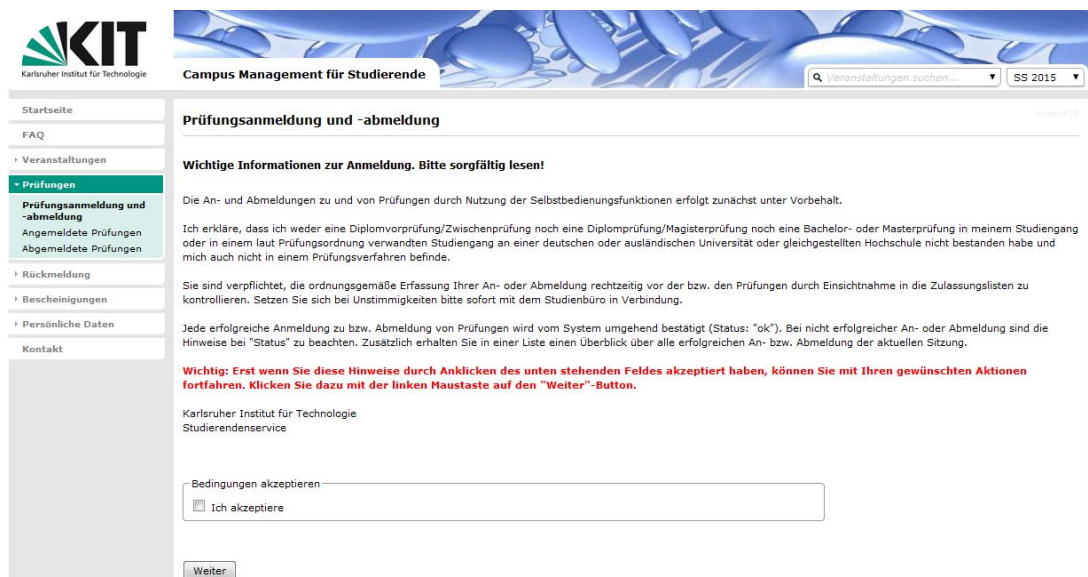 KIT
Karlsruher Institut für Technologie
Campus Management für Studierende
Veranstaltungen suchen...
SS 2015
Startseite
FAQ
Veranstaltungen
Prüfungen
Prüfungsanmeldung und
-abmeldung
Angemeldete Prüfungen
Abgemeldete Prüfungen
Rückmeldung
Bescheinigungen
Persönliche Daten
Kontakt
Prüfungsanmeldung und -abmeldung
Wichtige Informationen zur Anmeldung. Bitte sorgfältig lesen!
Die An- und Abmeldungen zu und von Prüfungen durch Nutzung der Selbstbedienungsfunktionen erfolgt zunächst unter Vorbehalt.
Ich erkläre, dass ich weder eine Diplomvorprüfung/Zwischenprüfung noch eine Diplomprüfung/Magisterprüfung noch eine Bachelor- oder Masterprüfung in meinem Studiengang
oder in einem laut Prüfungsordnung verwandten Studiengang an einer deutschen oder ausländischen Universität oder gleichgestellten Hochschule nicht bestanden habe und
mich auch nicht in einem Prüfungsverfahren befinde.
Sie sind verpflichtet, die ordnungsgemäße Erfassung Ihrer An- oder Abmeldung rechtzeitig vor der bzw. den Prüfungen durch Einsichtnahme in die Zulassungslisten zu
kontrollieren. Setzen Sie sich bei Unstimmigkeiten bitte sofort mit dem Studienbüro in Verbindung.
Jede erfolgreiche Anmeldung zu bzw. Abmeldung von Prüfungen wird vom System umgehend bestätigt (Status: "ok"). Bei nicht erfolgreicher An- oder Abmeldung sind die
Hinweise bei "Status" zu beachten. Zusätzlich erhalten Sie in einer Liste einen Überblick über alle erfolgreichen An- bzw. Abmeldung der aktuellen Sitzung.
Wichtig: Erst wenn Sie diese Hinweise durch Anklicken des unten stehenden Feldes akzeptiert haben, können Sie mit Ihren gewünschten Aktionen
fortfahren. Klicken Sie dazu mit der linken Maustaste auf den "Weiter"-Button.
Karlsruher Institut für Technologie
Studierendenservice
Bedingungen akzeptieren
Ich akzeptiere
Weiter